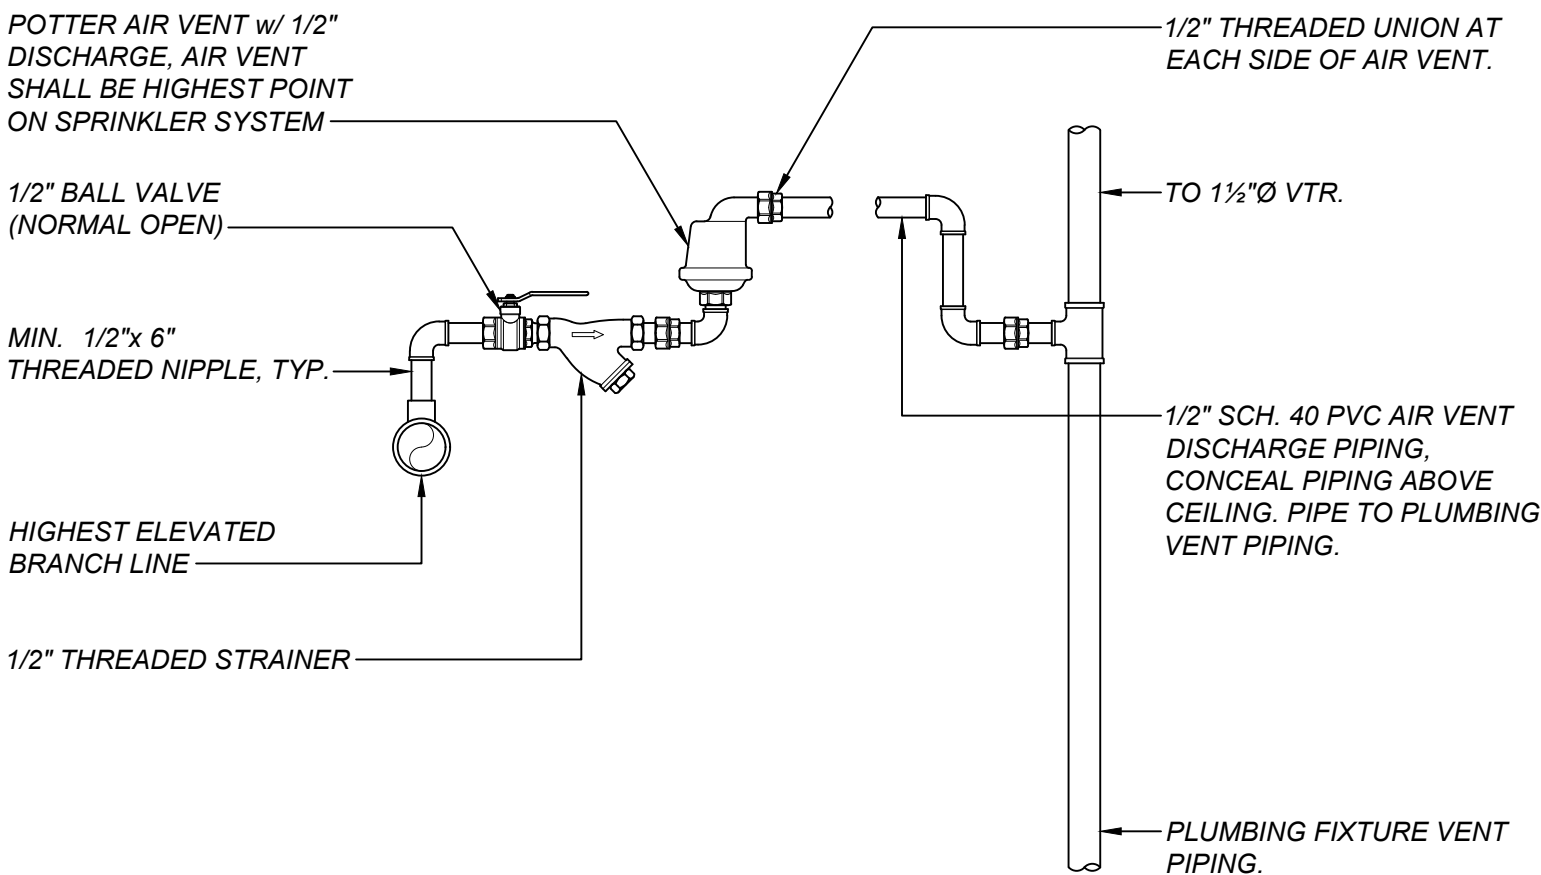 POTTER AIR VENT w/ 1/2"
DISCHARGE, AIR VENT
SHALL BE HIGHEST POINT
ON SPRINKLER SYSTEM
1/2" BALL VALVE
(NORMAL OPEN)
MIN. 1/2"x 6"
THREADED NIPPLE, TYP.
HIGHEST ELEVATED
BRANCH LINE
1/2" THREADED STRAINER
1/2" THREADED UNION AT
EACH SIDE OF AIR VENT.
TO 1½"Ø VTR.
1/2" SCH. 40 PVC AIR VENT
DISCHARGE PIPING,
CONCEAL PIPING ABOVE
CEILING. PIPE TO PLUMBING
VENT PIPING.
PLUMBING FIXTURE VENT
PIPING.